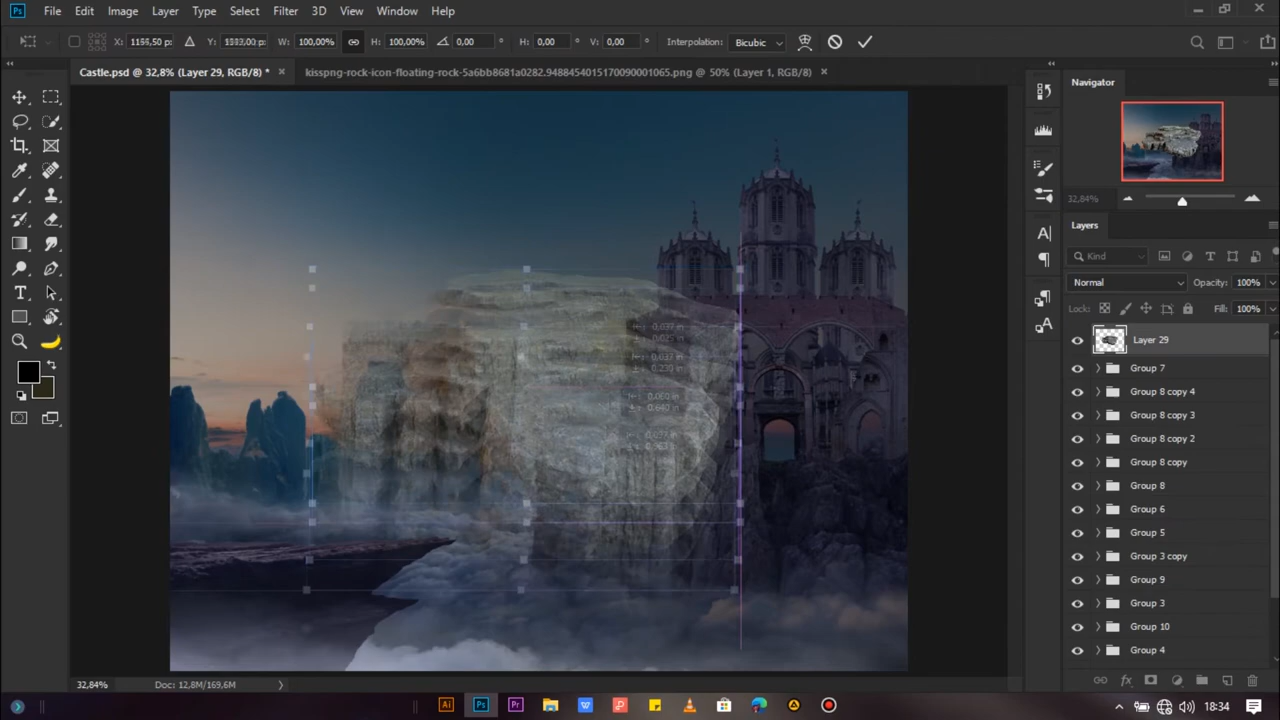 Ps File Edit Image Layer Type Select Filter 3D View Window Help
W: 100,00% H: 100,00% 0,00 ° H: 0,00 ° V: 0,00 ° Interpolation: Bicubic
Castle.psd @ 32,8% (Layer 29, RGB/8) * × kisspng-rock-icon-floating-rock-5a6bb8681a0282.9488454015170090001065.png @ 50% (Layer 1, RGB/8) ×
Navigator
32,84%
Layers
Kind
Normal Opacity: 100%
Lock: Fill: 100%
Layer 29
Group 7
Group 8 copy 4
Group 8 copy 3
Group 8 copy 2
Group 8 copy
Group 8
Group 6
Group 5
Group 3 copy
Group 9
Group 3
Group 10
Group 4
32,84% Doc: 12,8M/169,6M
Ai Ps Pr 18:34